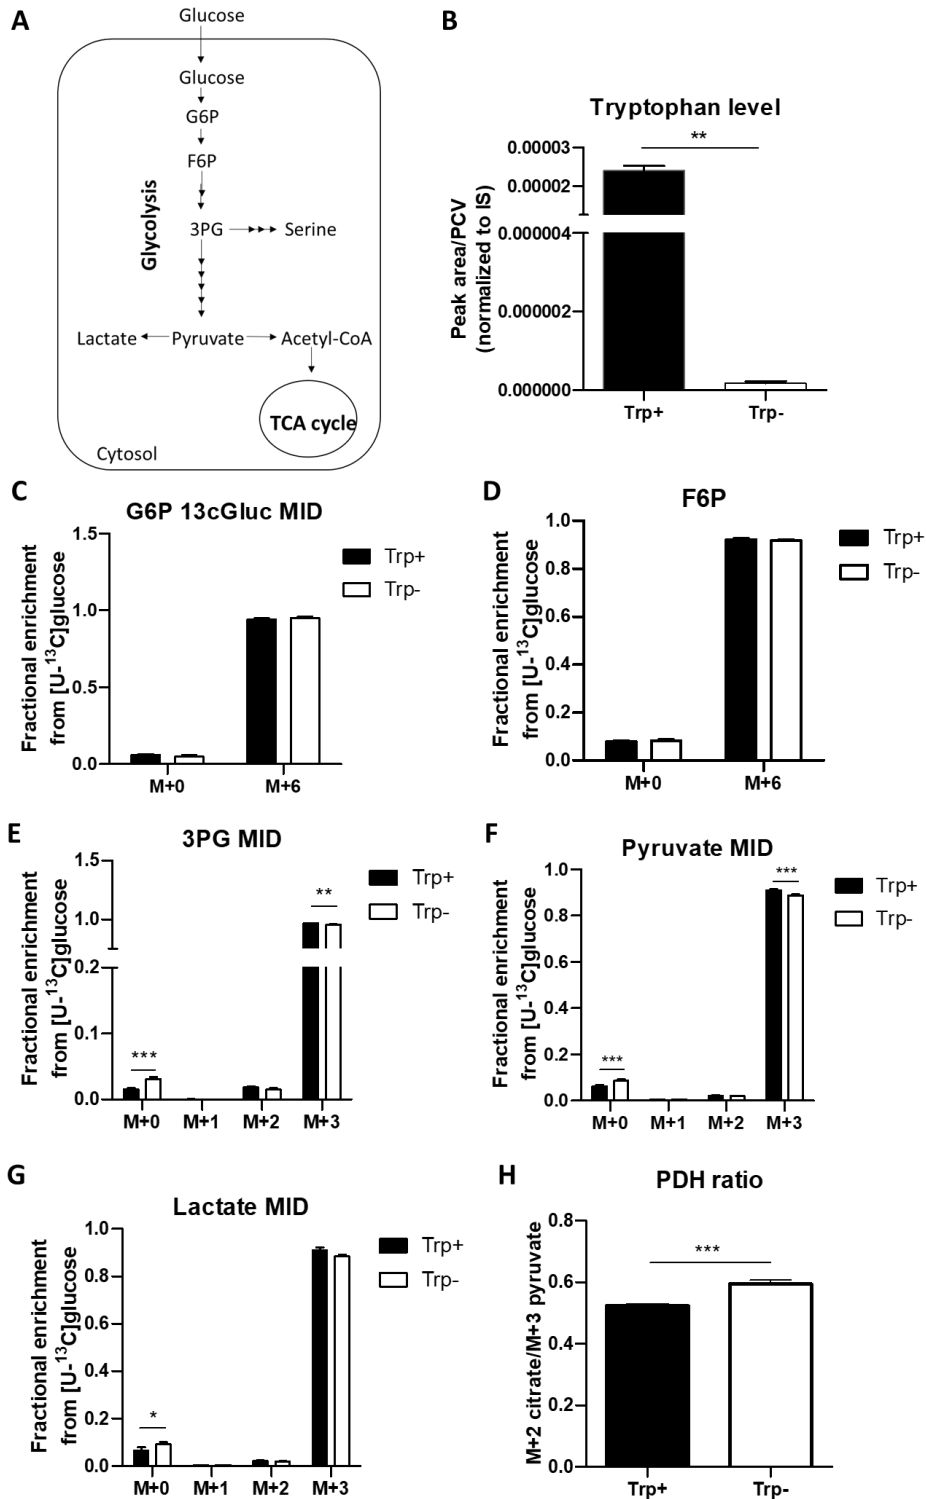 A
Glucose
Glucose
G6P
F6P
Glycolysis
3PG
Serine
Lactate
Pyruvate
Acetyl-CoA
TCA cycle
Cytosol
B
Tryptophan level
**
Peak area/PCV
(normalized to IS)
0.00003
0.00002
0.000004
0.000002
0.000000
Trp+
Trp-
C
G6P 13cGluc MID
Fractional enrichment
from [U-¹³C]glucose
1.5
1.0
0.5
0.0
M+0
M+6
Trp+
Trp-
D
F6P
Fractional enrichment
from [U-¹³C]glucose
1.0
0.8
0.6
0.4
0.2
0.0
M+0
M+6
Trp+
Trp-
E
3PG MID
Fractional enrichment
from [U-¹³C]glucose
1.5
1.0
0.2
0.1
0.0
***
**
M+0
M+1
M+2
M+3
Trp+
Trp-
F
Pyruvate MID
Fractional enrichment
from [U-¹³C]glucose
1.0
0.8
0.6
0.4
0.2
0.0
***
***
M+0
M+1
M+2
M+3
Trp+
Trp-
G
Lactate MID
Fractional enrichment
from [U-¹³C]glucose
1.0
0.8
0.6
0.4
0.2
0.0
*
M+0
M+1
M+2
M+3
Trp+
Trp-
H
PDH ratio
M+2 citrate/M+3 pyruvate
0.8
0.6
0.4
0.2
0.0
***
Trp+
Trp-